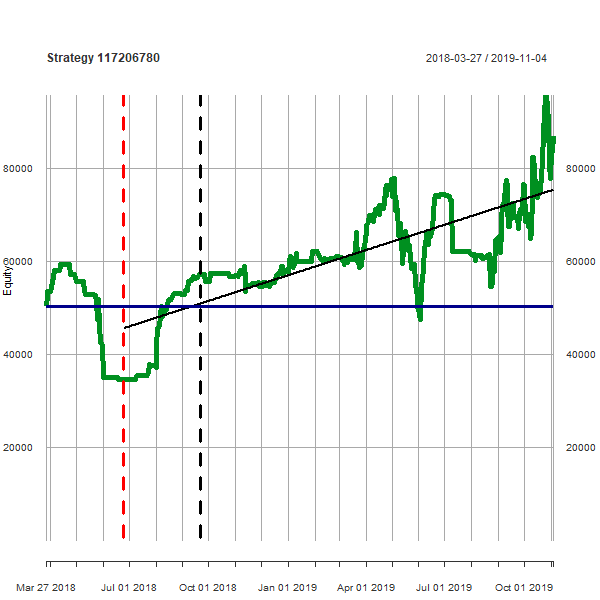 Strategy 117206780
2018-03-27 / 2019-11-04
80000 80000
60000 60000
Equity
40000 40000
20000 20000
Mar 27 2018 Jul 01 2018 Oct 01 2018 Jan 01 2019 Apr 01 2019 Jul 01 2019 Oct 01 2019